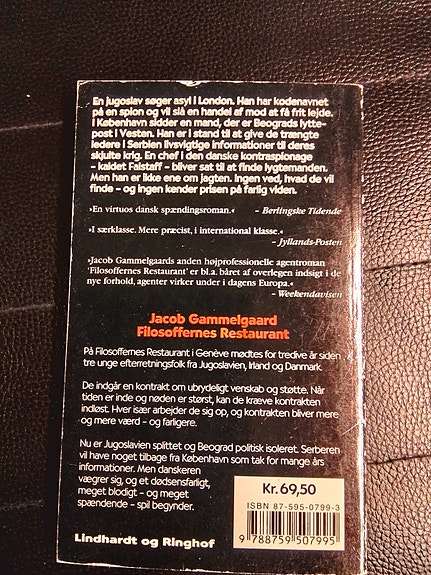 En jugoslav søger asyl i London. Han har kodenavnet
på en spion og vil slå en handel af mod at få frit lejde.
I København sidder en mand, der er Beograds lytte-
post i Vesten. Han er i stand til at give de trængte
ledere i Serbien livsvigtige informationer til deres
skjulte krig. En chef i den danske kontraspionage
– kaldet Falstaff – bliver sat til at finde lygtemanden.
Men han er ikke ene om jagten. Ingen ved, hvad de vil
finde – og ingen kender prisen på farlig viden.
»En virtuos dansk spændingsroman.« – Berlingske Tidende
»I særklasse. Mere præcist, i international klasse.«
– Jyllands-Posten
»Jacob Gammelgaards anden højprofessionelle agentroman
'Filosoffernes Restaurant' er bl.a. båret af overlegen indsigt i de
nye forhold, agenter virker under i dagens Europa.«
– Weekendavisen
Jacob Gammelgaard
Filosoffernes Restaurant
På Filosoffernes Restaurant i Genève mødtes for tredive år siden
tre unge efterretningsfolk fra Jugoslavien, Irland og Danmark.
De indgår en kontrakt om ubrydeligt venskab og støtte. Når
tiden er inde og nøden er størst, kan de kræve kontrakten
indløst. Hver især arbejder de sig op, og kontrakten bliver mere
og mere værd – og farligere.
Nu er Jugoslavien splittet og Beograd politisk isoleret. Serberen
vil have noget tilbage fra København som tak for mange års
informationer. Men danskeren
vægrer sig, og et dødsensfarligt,
meget blodigt – og meget
spændende – spil begynder.
Kr. 69,50
ISBN 87-595-0799-3
9 788759 507995
Lindhardt og Ringhof